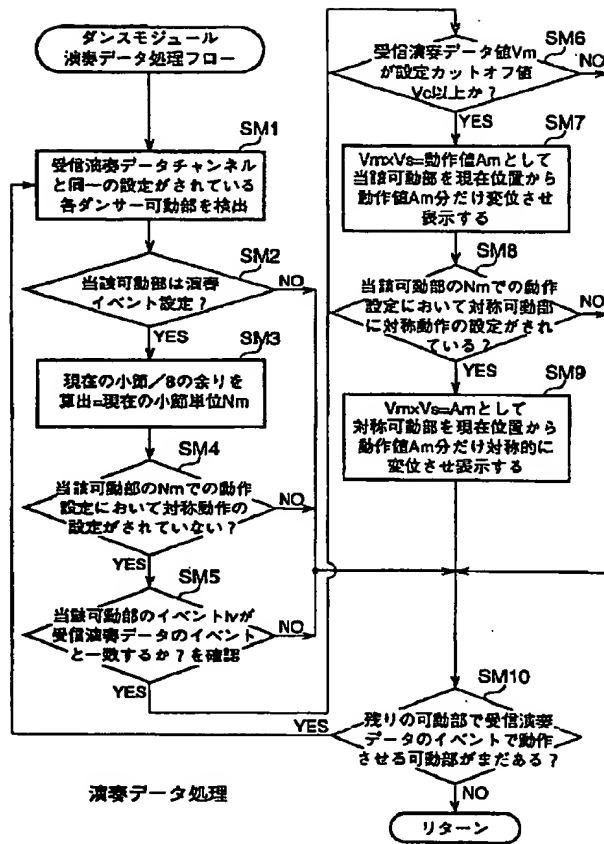 ダンスモジュール
演奏データ処理フロー
SM1
受信演奏データチャンネル
と同一の設定がされている
各ダンサー可動部を検出
SM2
当該可動部は演奏
イベント設定?
NO
YES
SM3
現在の小節/8の余りを
算出=現在の小節単位Nm
SM4
当該可動部のNmでの動作
設定において対称動作の
設定がされていない?
NO
YES
SM5
当該可動部のイベントIvが
受信演奏データのイベント
と一致するか?を確認
NO
YES
SM6
受信演奏データ値Vm
が設定カットオフ値
Vc以上か?
NO
YES
SM7
Vm×Vs=動作値Amとして
当該可動部を現在位置から
動作値Am分だけ変位させ
表示する
SM8
当該可動部のNmでの動作
設定において対称可動部
に対称動作の設定がされ
ている?
NO
YES
SM9
Vm×Vs=Amとして
対称可動部を現在位置から
動作値Am分だけ対称的に
変位させ表示する
SM10
残りの可動部で受信演奏
データのイベントで動作
させる可動部がまだある?
YES
NO
リターン
演奏データ処理